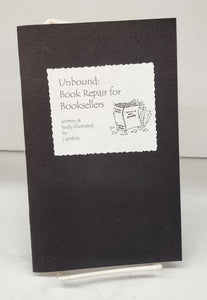 Unbound:
Book Repair for
Booksellers
written &
badly illustrated
by
j. godsey